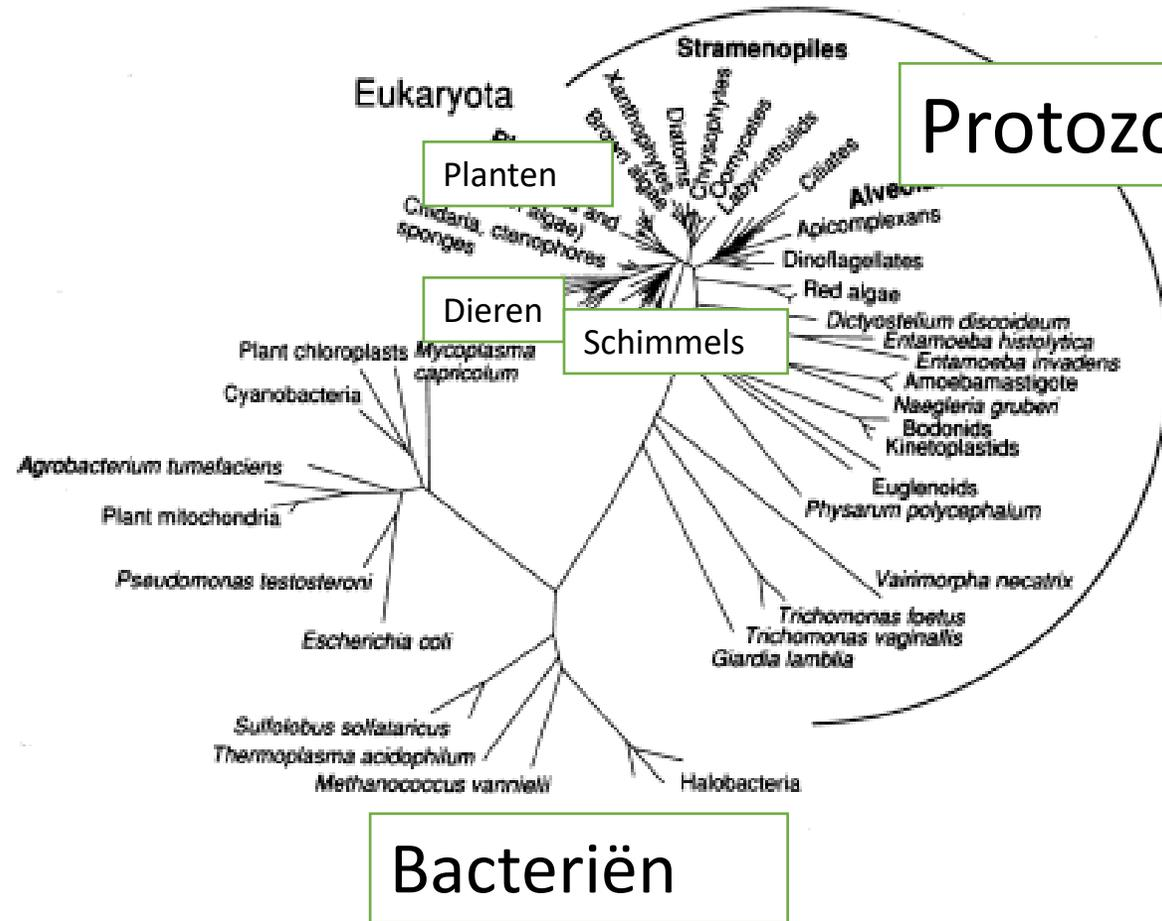 Stramenopiles
Eukaryota
Protozo
Xanthophytes
Brown algae
Diatoms
Chrysophytes
Oomycetes
Labyrinthulids
Ciliates
Planten
and
algae)
Cnidaria, ctenophores
sponges
Apicomplexans
Dinoflagellates
Red algae
Dieren
Schimmels
Dictyostelium discoideum
Entamoeba histolytica
Entamoeba invadens
Amoebamastigote
Naegleria gruberi
Bodonids
Kinetoplastids
Euglenoids
Physarum polycephalum
Vairimorpha necatrix
Trichomonas foetus
Trichomonas vaginallis
Giardia lamblia
Plant chloroplasts
Mycoplasma
capricolum
Cyanobacteria
Agrobacterium tumefaciens
Plant mitochondria
Pseudomonas testosteroni
Escherichia coli
Sulfolobus solfataricus
Thermoplasma acidophilum
Methanococcus vannielii
Halobacteria
Bacteriën